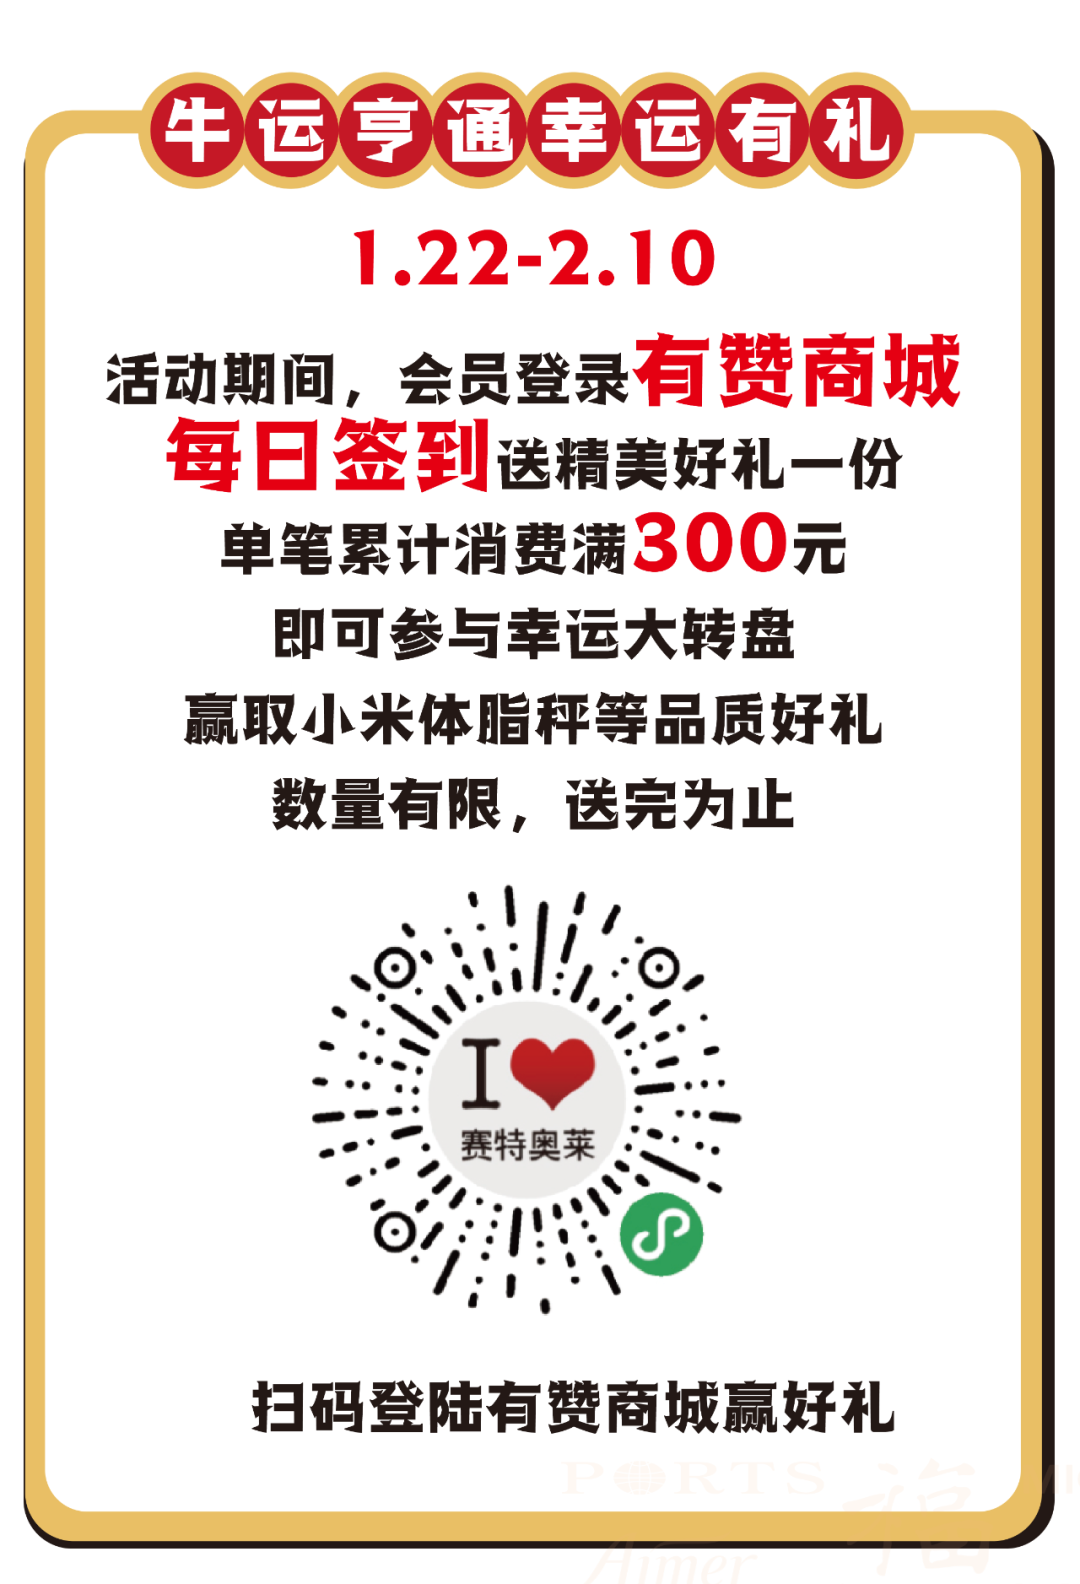 牛运亨通幸运有礼
1.22-2.10
活动期间，会员登录有赞商城
每日签到送精美好礼一份
单笔累计消费满300元
即可参与幸运大转盘
赢取小米体脂秤等品质好礼
数量有限，送完为止
I
赛特奥莱
扫码登陆有赞商城赢好礼
PORTS
福
Aimer